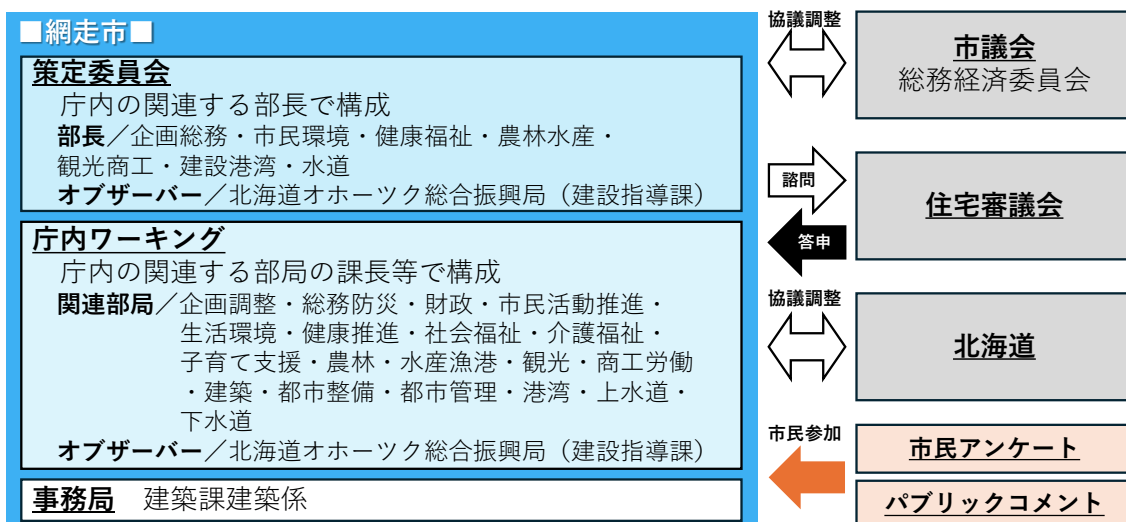 ■網走市■
策定委員会
庁内の関連する部長で構成
部長／企画総務・市民環境・健康福祉・農林水産・
観光商工・建設港湾・水道
オブザーバー／北海道オホーツク総合振興局（建設指導課）
庁内ワーキング
庁内の関連する部局の課長等で構成
関連部局／企画調整・総務防災・財政・市民活動推進・
生活環境・健康推進・社会福祉・介護福祉・
子育て支援・農林・水産漁港・観光・商工労働
・建築・都市整備・都市管理・港湾・上水道・
下水道
オブザーバー／北海道オホーツク総合振興局（建設指導課）
事務局　建築課建築係
協議調整
市議会
総務経済委員会
諮問
答申
住宅審議会
協議調整
北海道
市民参加
市民アンケート
パブリックコメント